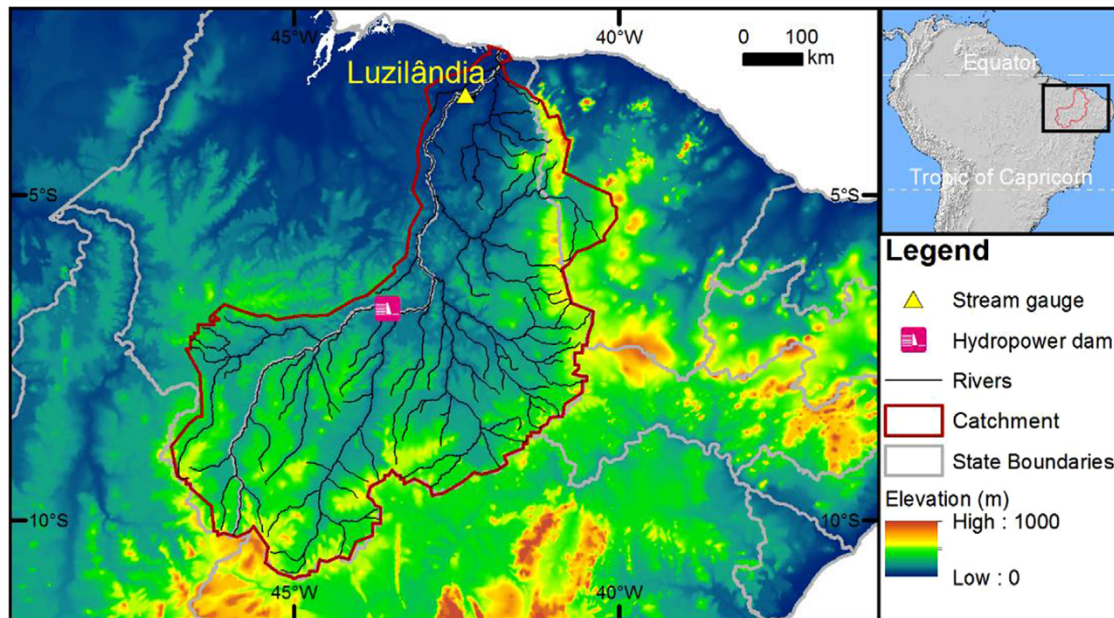 45°W
40°W
0
100
km
Luzilândia
5°S
5°S
10°S
10°S
45°W
40°W
Equator
Tropic of Capricorn
Legend
Stream gauge
Hydropower dam
Rivers
Catchment
State Boundaries
Elevation (m)
High : 1000
Low : 0